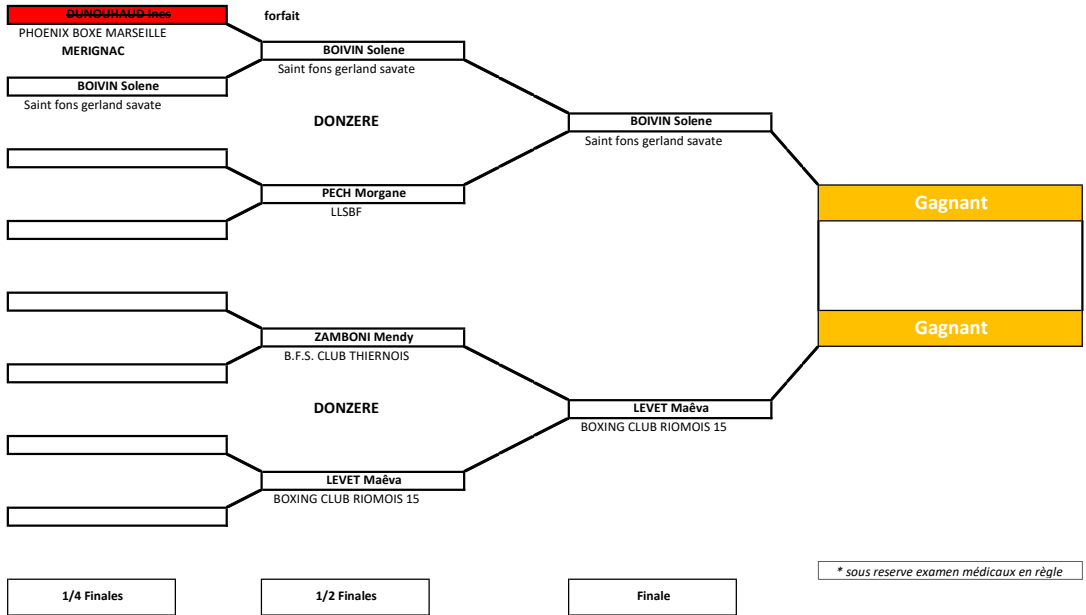 DUNOUHAUD Ines
forfait
PHOENIX BOXE MARSEILLE
MERIGNAC
BOIVIN Solene
Saint fons gerland savate
BOIVIN Solene
Saint fons gerland savate
DONZERE
BOIVIN Solene
Saint fons gerland savate
PECH Morgane
LLSBF
Gagnant
Gagnant
ZAMBONI Mendy
B.F.S. CLUB THIERNOIS
DONZERE
LEVET Maêva
BOXING CLUB RIOMOIS 15
LEVET Maêva
BOXING CLUB RIOMOIS 15
* sous reserve examen médicaux en règle
1/4 Finales
1/2 Finales
Finale